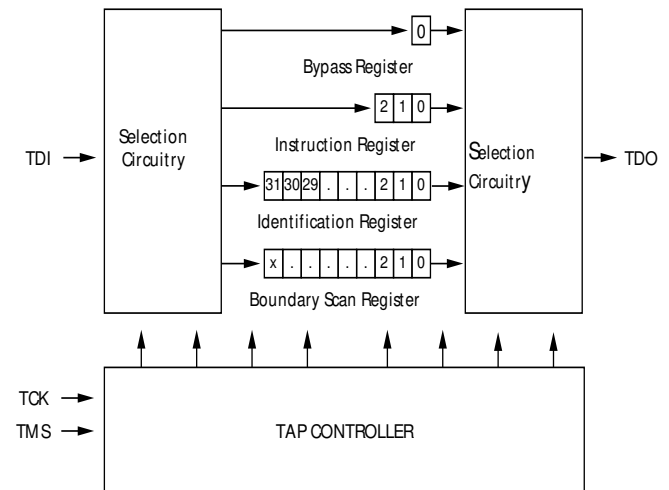 0
Bypass Register
2 1 0
Selection
Circuitry
Instruction Register
Selection
Circuitry
TDI
TDO
31 30 29 . . . 2 1 0
Identification Register
x . . . . . 2 1 0
Boundary Scan Register
TCK
TMS
TAP CONTROLLER